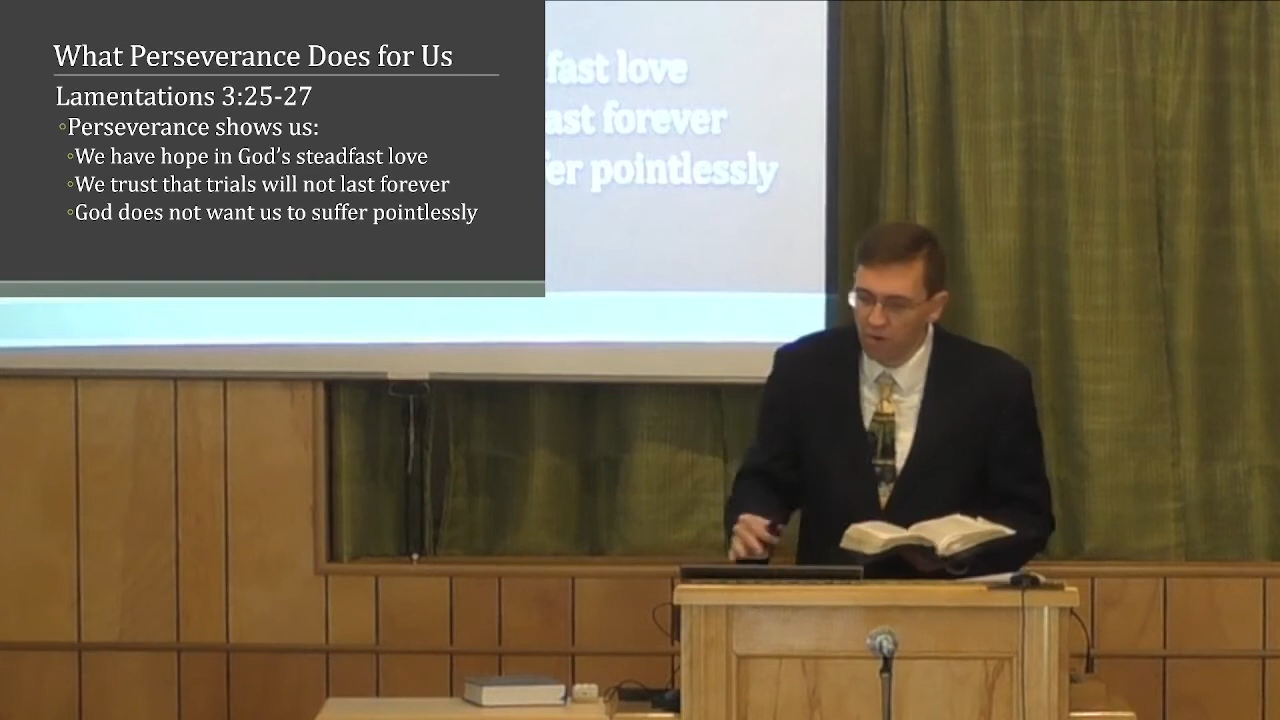 What Perseverance Does for Us
Lamentations 3:25-27
◦Perseverance shows us:
◦We have hope in God’s steadfast love
◦We trust that trials will not last forever
◦God does not want us to suffer pointlessly
fast love
ast forever
er pointlessly